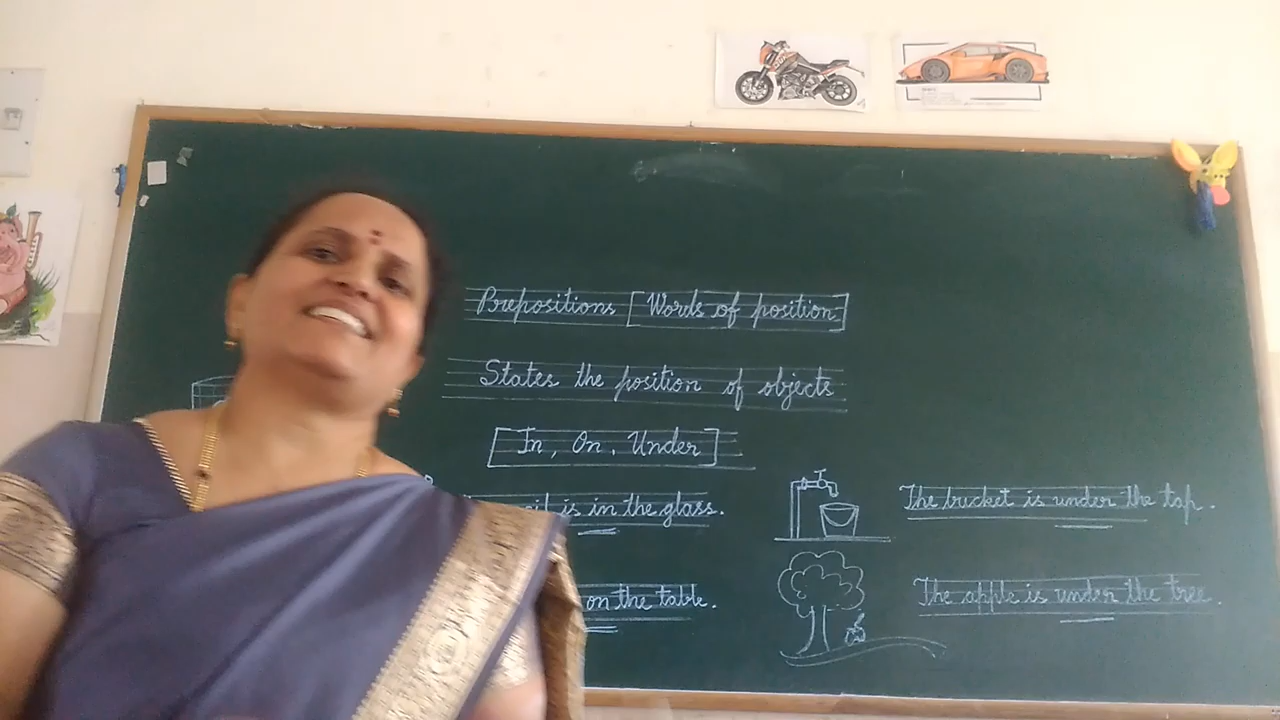 Prepositions [Words of position]
States the position of objects
[In, On, Under]
is in the glass.
The bucket is under the tap.
on the table.
The apple is under the tree.